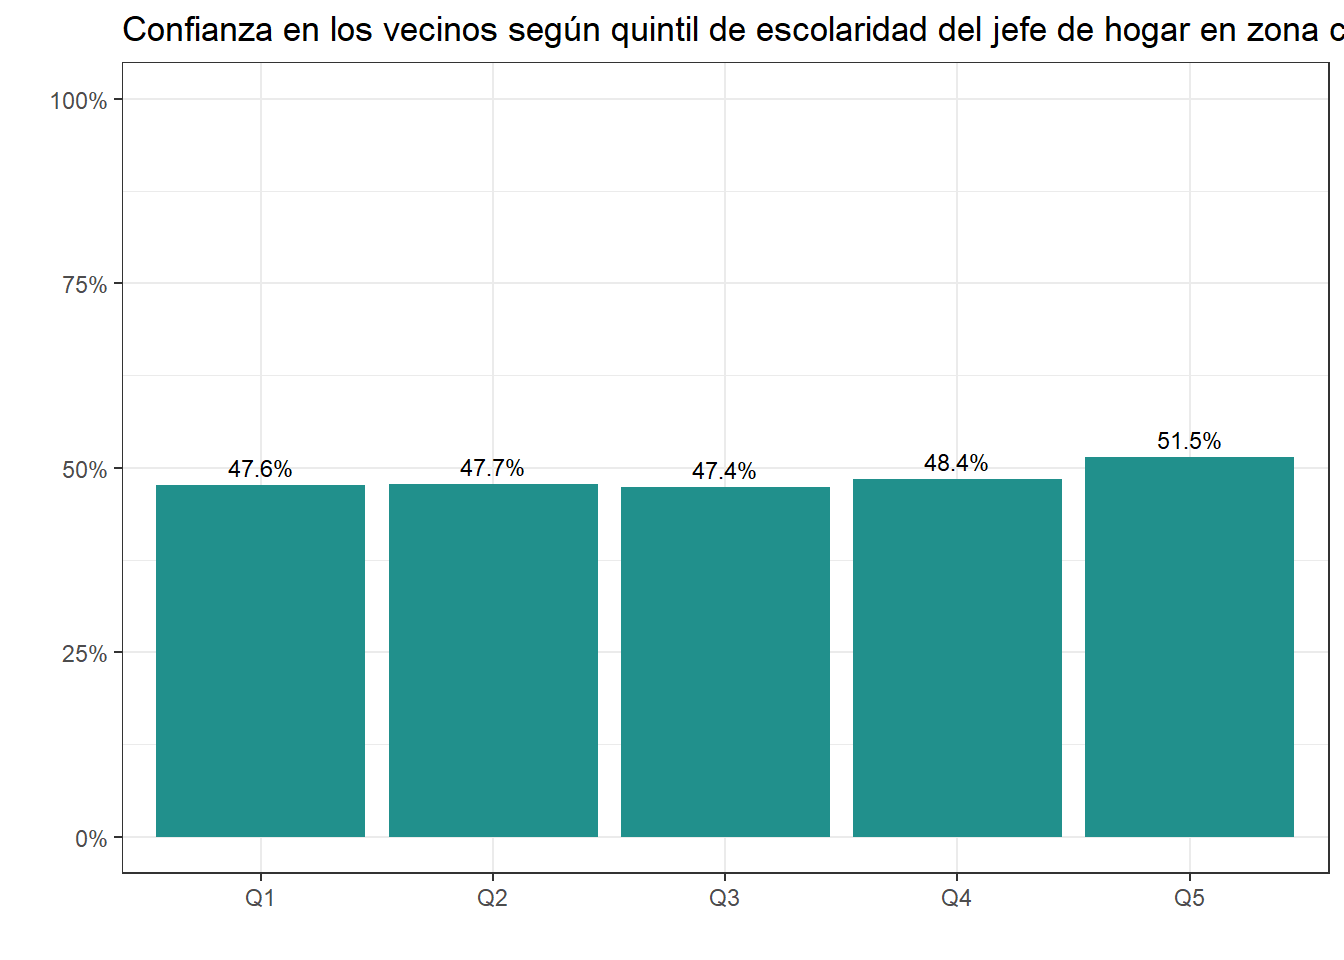 Confianza en los vecinos según quintil de escolaridad del jefe de hogar en zona
100%
75%
50%
25%
0%
47.6%
47.7%
47.4%
48.4%
51.5%
Q1
Q2
Q3
Q4
Q5